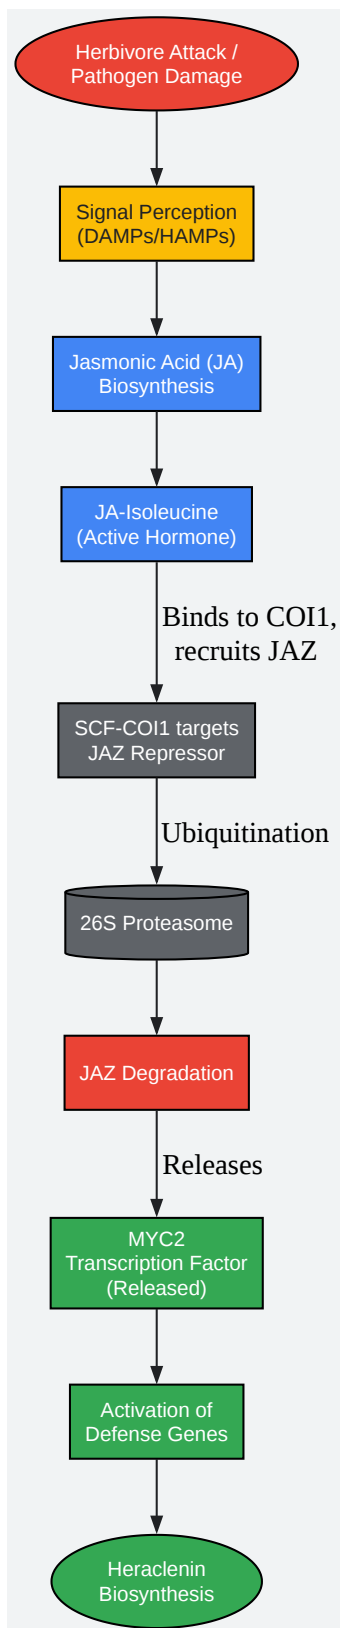 Herbivore Attack /
Pathogen Damage
Signal Perception
(DAMPs/HAMPs)
Jasmonic Acid (JA)
Biosynthesis
JA-Isoleucine
(Active Hormone)
Binds to COI1,
recruits JAZ
SCF-COI1 targets
JAZ Repressor
Ubiquitination
26S Proteasome
JAZ Degradation
Releases
MYC2
Transcription Factor
(Released)
Activation of
Defense Genes
Heraclenin
Biosynthesis